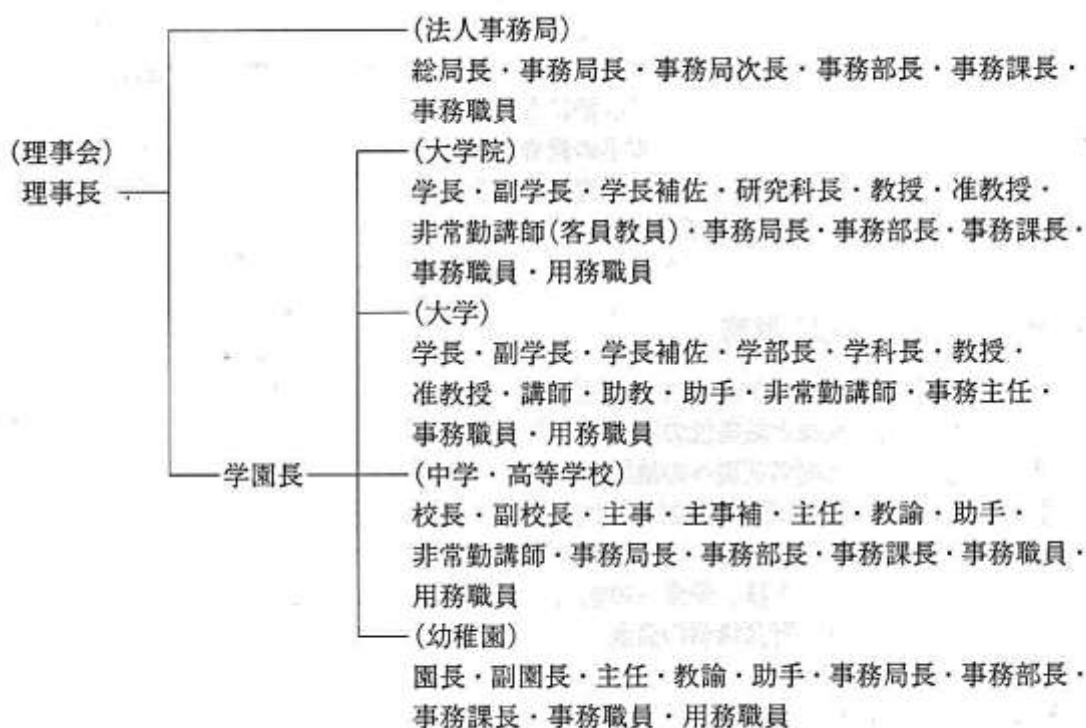 (法人事務局)
総局長・事務局長・事務局次長・事務部長・事務課長・
事務職員
(理事会)
理事長
(大学院)
学長・副学長・学長補佐・研究科長・教授・准教授・
非常勤講師(客員教員)・事務局長・事務部長・事務課長・
事務職員・用務職員
(大学)
学長・副学長・学長補佐・学部長・学科長・教授・
准教授・講師・助教・助手・非常勤講師・事務主任・
事務職員・用務職員
学園長
(中学・高等学校)
校長・副校長・主事・主事補・主任・教諭・助手・
非常勤講師・事務局長・事務部長・事務課長・事務職員・
用務職員
(幼稚園)
園長・副園長・主任・教諭・助手・事務局長・事務部長・
事務課長・事務職員・用務職員